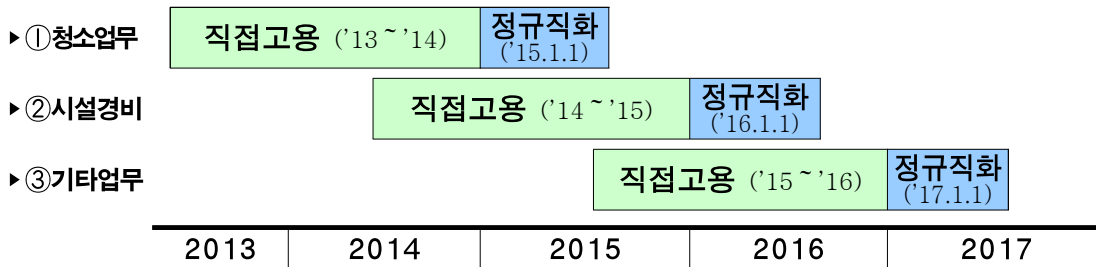 ▸①청소업무 직접고용 (’13 ~ ’14) 정규직화
(’15.1.1)
▸②시설경비 직접고용 (’14 ~ ’15) 정규직화
(’16.1.1)
▸③기타업무 직접고용 (’15 ~ ’16) 정규직화
(’17.1.1)
2013 2014 2015 2016 2017